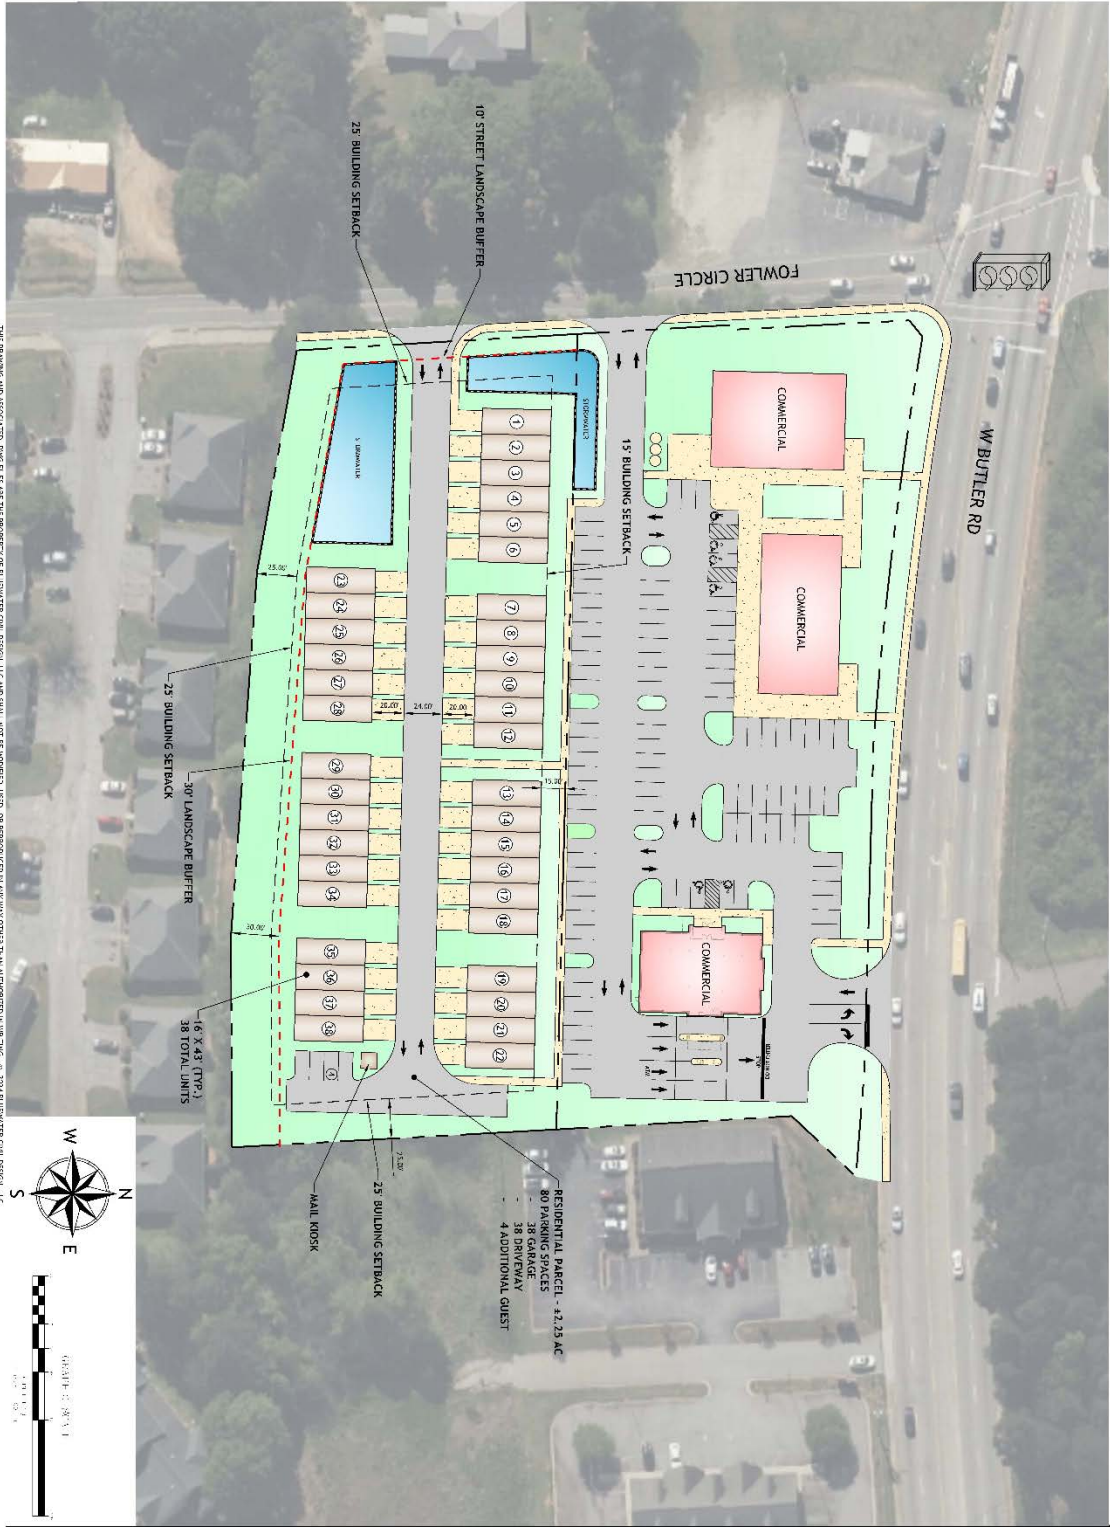 W BUTLER RD
FOWLER CIRCLE
10' STREET LANDSCAPE BUFFER
25' BUILDING SETBACK
COMMERCIAL
COMMERCIAL
COMMERCIAL
STORMWATER
15' BUILDING SETBACK
1
2
3
4
5
6
7
8
9
10
11
12
13
14
15
16
17
18
19
20
21
22
15.00'
20.00
24.00'
20.00'
23
24
25
26
27
28
29
30
31
32
33
34
35
36
37
38
4
25.00'
30.00'
25' BUILDING SETBACK
30' LANDSCAPE BUFFER
16' X 43' (TYP.)
38 TOTAL UNITS
25' BUILDING SETBACK
MAIL KIOSK
RESIDENTIAL PARCEL - ±2.25 AC
80 PARKING SPACES
- 38 GARAGE
- 38 DRIVEWAY
- 4 ADDITIONAL GUEST
N
E
S
W